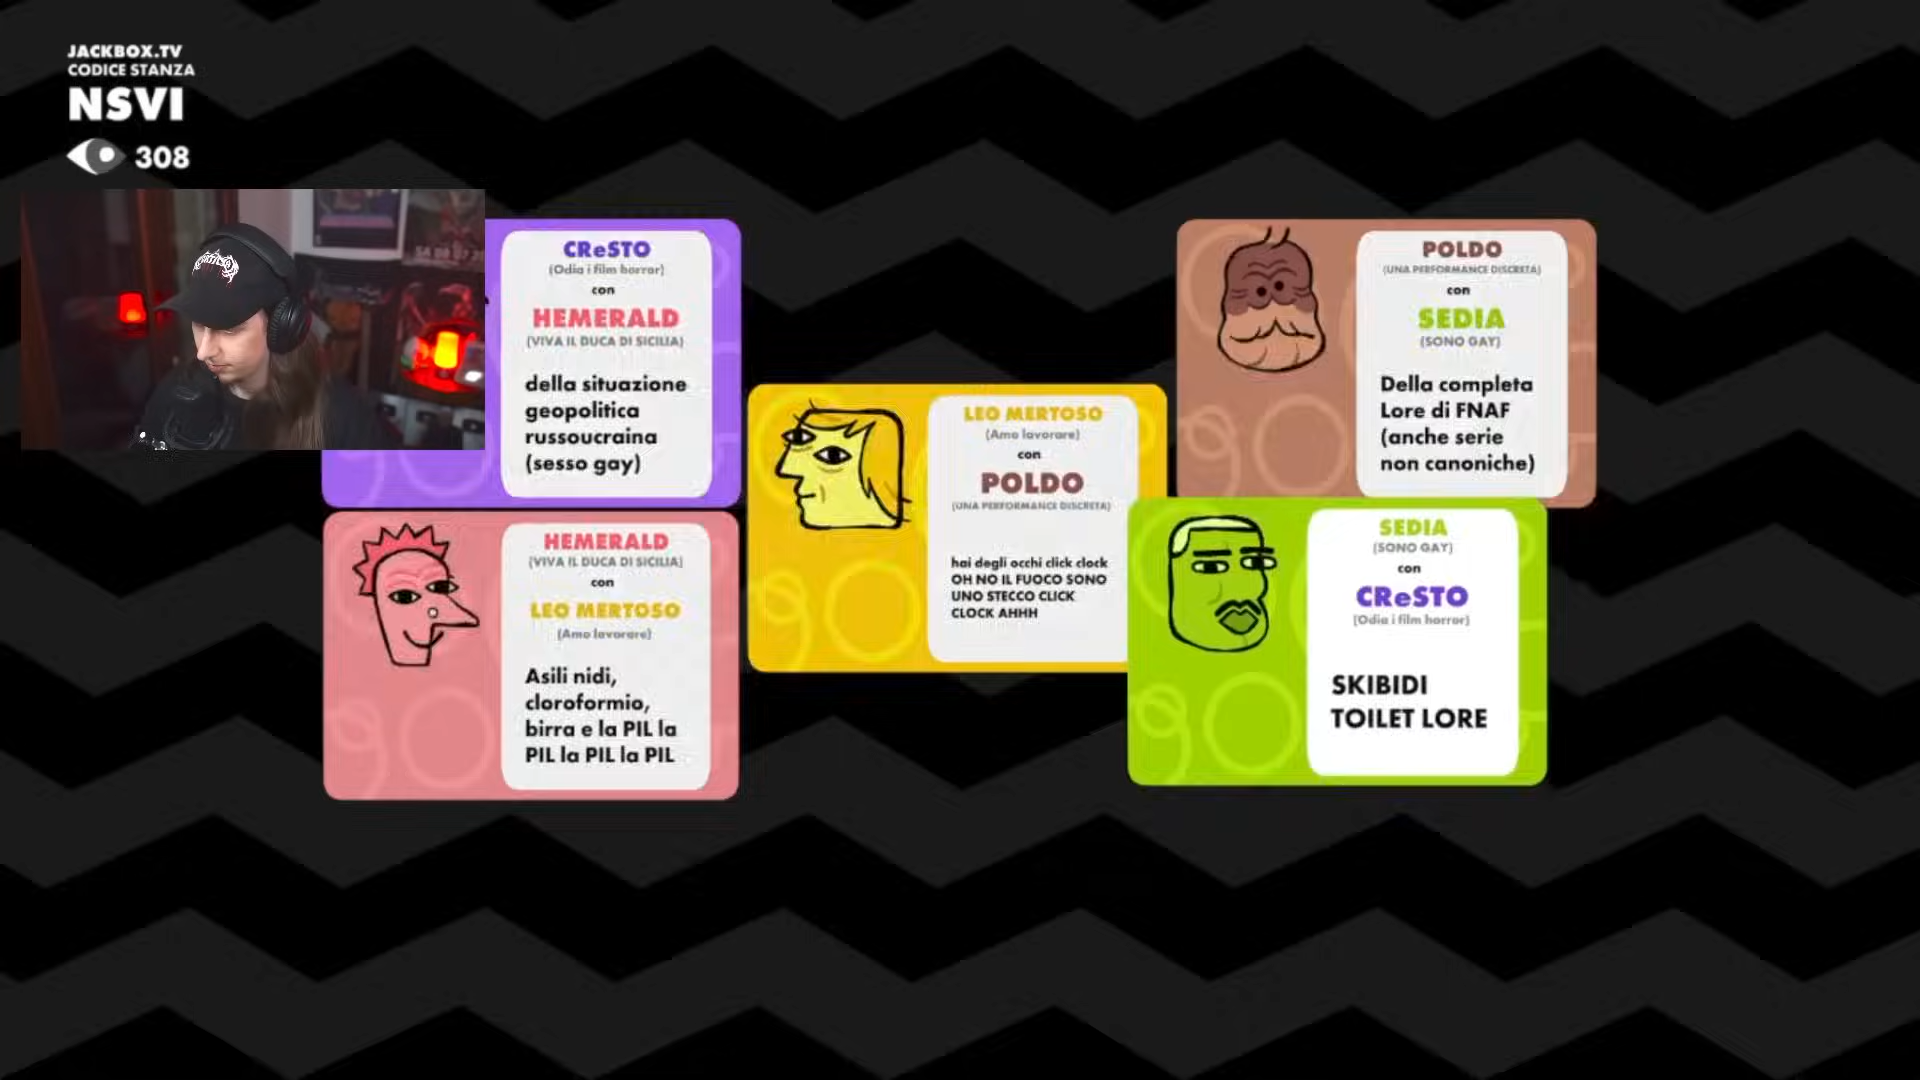 JACKBOX.TV
CODICE STANZA
NSVI
308
CReSTO
(Odia i film horror)
con
HEMERALD
(VIVA IL DUCA DI SICILIA)
della situazione
geopolitica
russoucraina
(sesso gay)
HEMERALD
(VIVA IL DUCA DI SICILIA)
con
LEO MERTOSO
(Amo lavorare)
Asili nidi,
cloroformio,
birra e la PIL la
PIL la PIL la PIL
LEO MERTOSO
(Amo lavorare)
con
POLDO
(UNA PERFORMANCE DISCRETA)
hai degli occhi click clock
OH NO IL FUOCO SONO
UNO STECCO CLICK
CLOCK AHHH
POLDO
(UNA PERFORMANCE DISCRETA)
con
SEDIA
(SONO GAY)
Della completa
Lore di FNAF
(anche serie
non canoniche)
SEDIA
(SONO GAY)
con
CReSTO
(Odia i film horror)
SKIBIDI
TOILET LORE